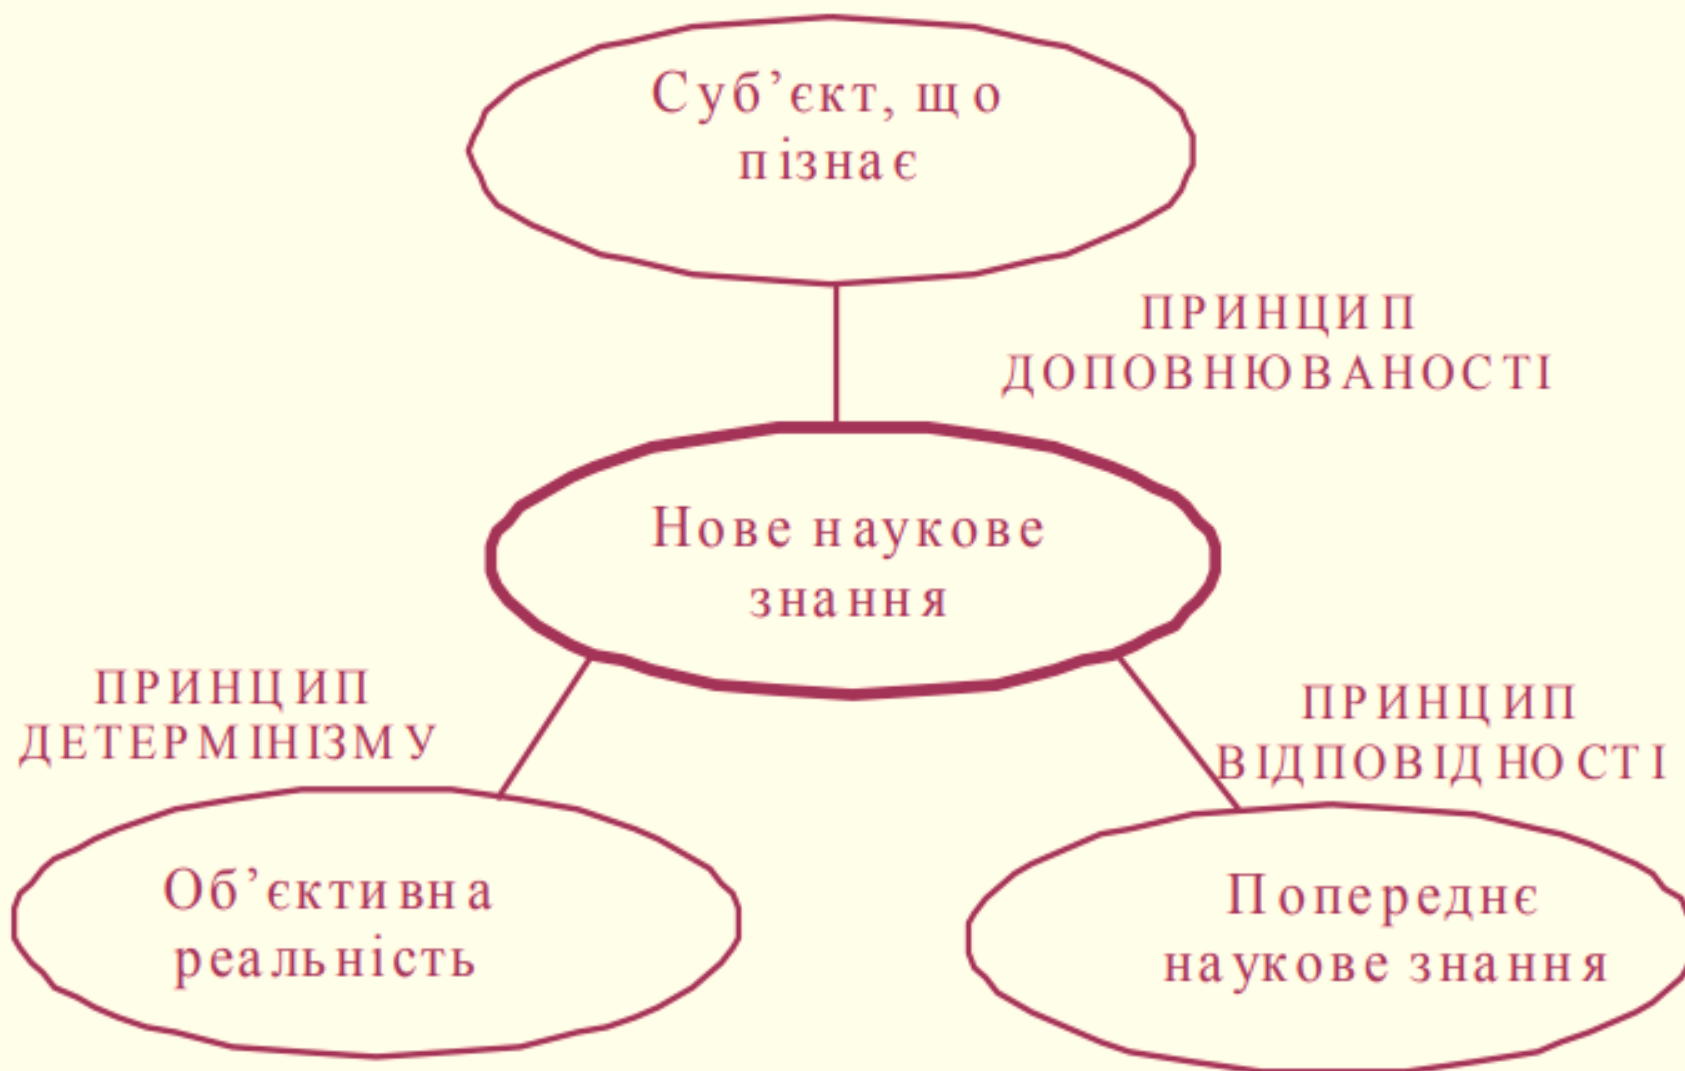 Суб’єкт, що
пізнає
ПРИНЦИП
ДОПОВНЮВАНОСТІ
Нове наукове
знання
ПРИНЦИП
ДЕТЕРМІНІЗМУ
ПРИНЦИП
ВІДПОВІДНОСТІ
Об’єктивна
реальність
Попереднє
наукове знання